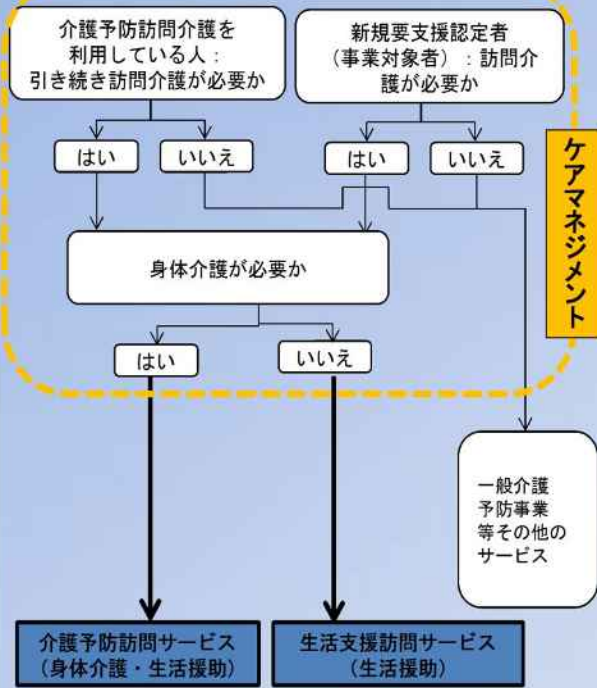 介護予防訪問介護を
利用している人：
引き続き訪問介護が必要か
新規要支援認定者
（事業対象者）：訪問介
護が必要か
はい
いいえ
はい
いいえ
ケアマネジメント
身体介護が必要か
はい
いいえ
一般介護
予防事業
等その他の
サービス
介護予防訪問サービス
（身体介護・生活援助）
生活支援訪問サービス
（生活援助）